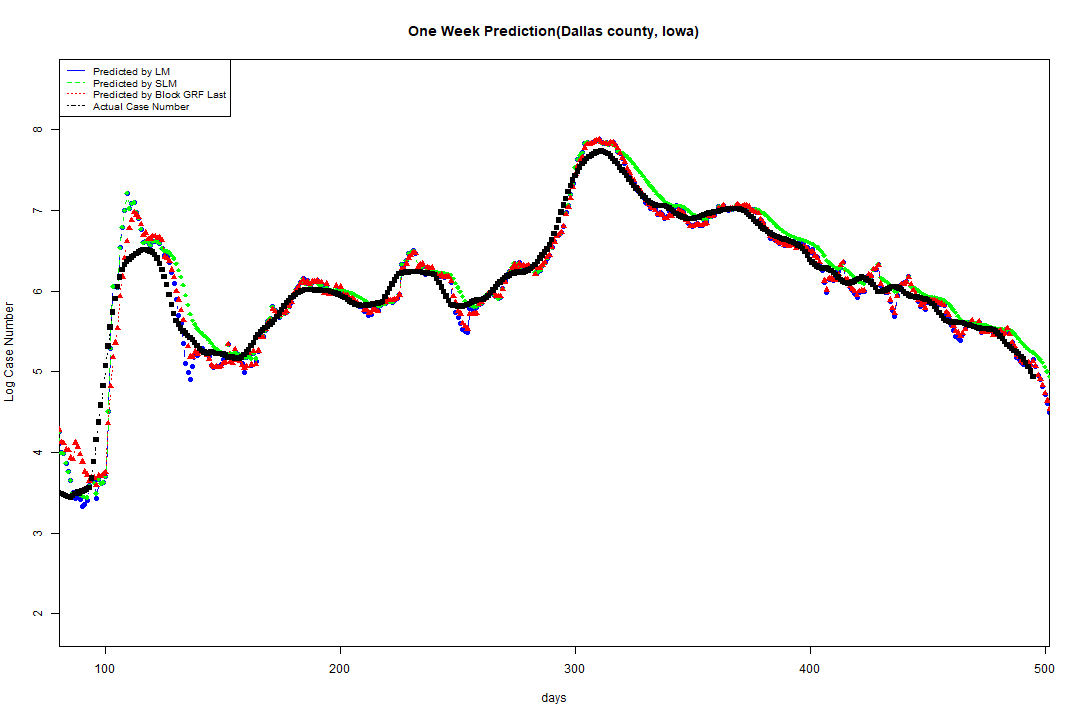 One Week Prediction(Dallas county, Iowa)
Predicted by LM
Predicted by SLM
Predicted by Block GRF Last
Actual Case Number
Log Case Number
8
7
6
5
4
3
2
100 200 300 400 500
days